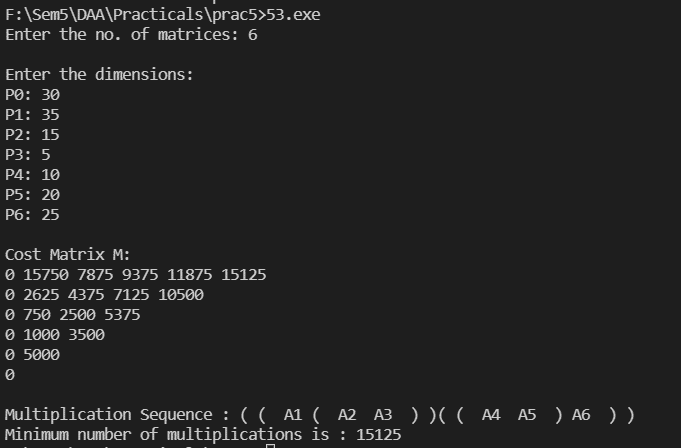 F:\Sem5\DAA\Practicals\prac5>53.exe
Enter the no. of matrices: 6
Enter the dimensions:
P0: 30
P1: 35
P2: 15
P3: 5
P4: 10
P5: 20
P6: 25
Cost Matrix M:
0 15750 7875 9375 11875 15125
0 2625 4375 7125 10500
0 750 2500 5375
0 1000 3500
0 5000
0
Multiplication Sequence : ( (  A1 (  A2  A3  ) )( (  A4  A5  ) A6  ) )
Minimum number of multiplications is : 15125